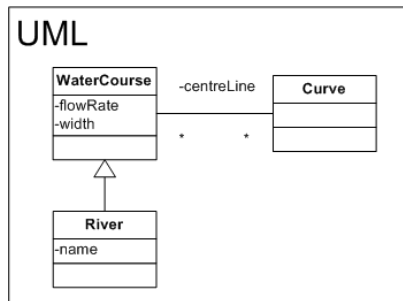 UML
WaterCourse
-flowRate
-width
-centreLine
Curve
* *
River
-name